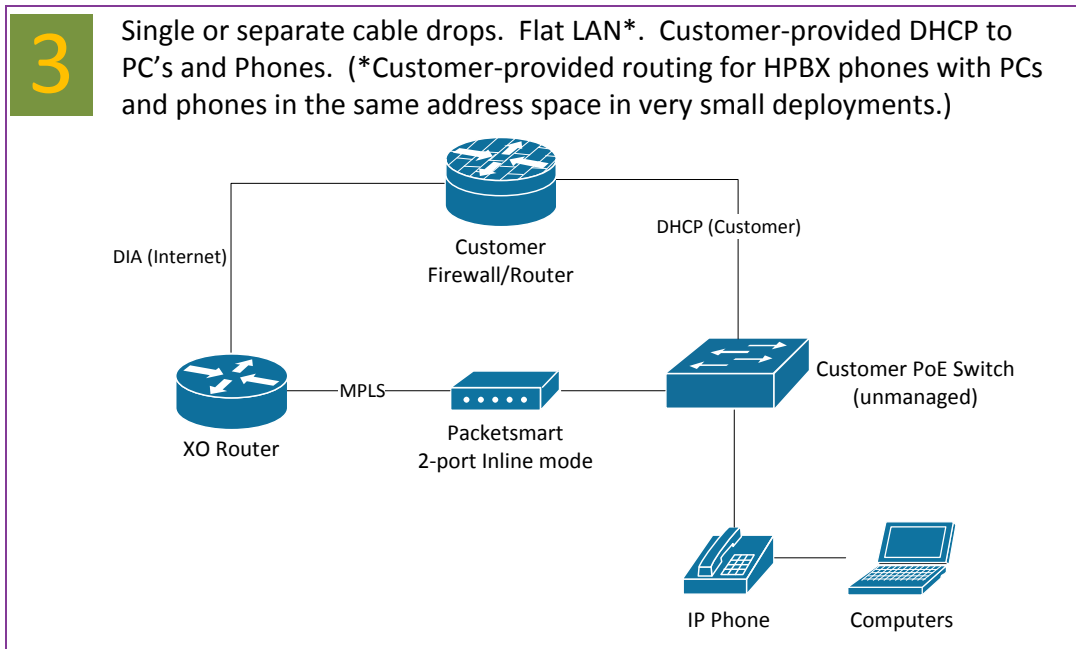 3
Single or separate cable drops.  Flat LAN*.  Customer-provided DHCP to
PC's and Phones.  (*Customer-provided routing for HPBX phones with PCs
and phones in the same address space in very small deployments.)
Customer
Firewall/Router
DHCP (Customer)
DIA (Internet)
XO Router
MPLS
Packetsmart
2-port Inline mode
Customer PoE Switch
(unmanaged)
IP Phone
Computers